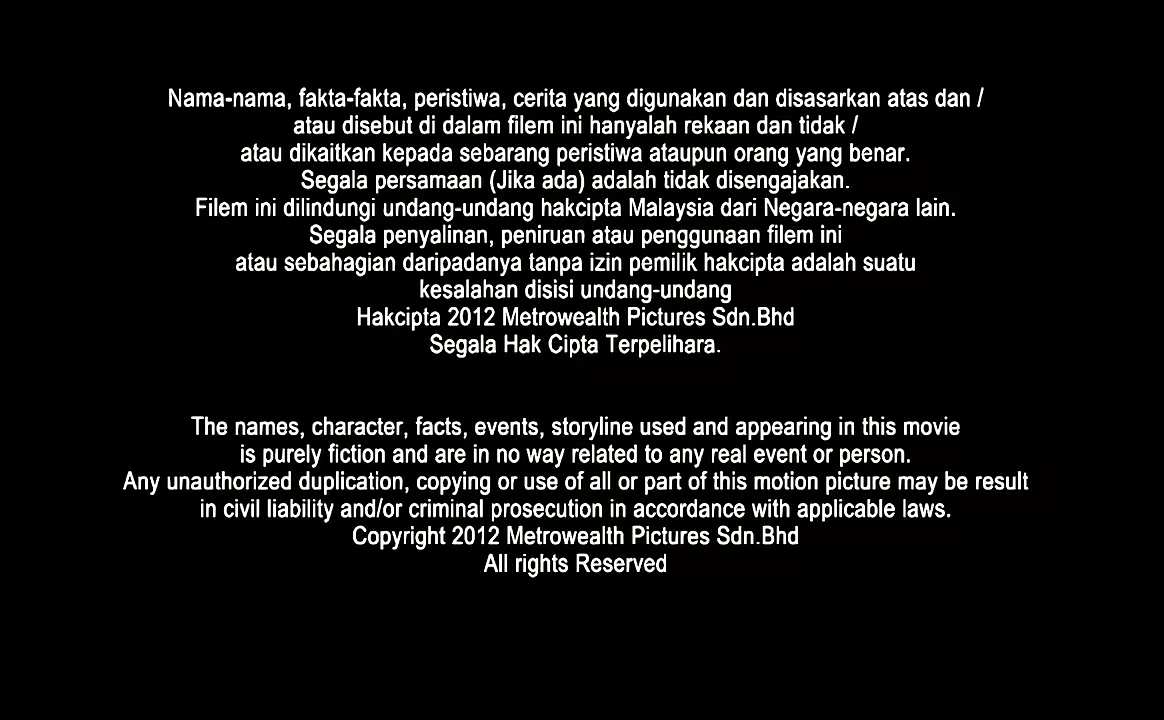 Nama-nama, fakta-fakta, peristiwa, cerita yang digunakan dan disasarkan atas dan /
atau disebut di dalam filem ini hanyalah rekaan dan tidak /
atau dikaitkan kepada sebarang peristiwa ataupun orang yang benar.
Segala persamaan (Jika ada) adalah tidak disengajakan.
Filem ini dilindungi undang-undang hakcipta Malaysia dari Negara-negara lain.
Segala penyalinan, peniruan atau penggunaan filem ini
atau sebahagian daripadanya tanpa izin pemilik hakcipta adalah suatu
kesalahan disisi undang-undang
Hakcipta 2012 Metrowealth Pictures Sdn.Bhd
Segala Hak Cipta Terpelihara.
The names, character, facts, events, storyline used and appearing in this movie
is purely fiction and are in no way related to any real event or person.
Any unauthorized duplication, copying or use of all or part of this motion picture may be result
in civil liability and/or criminal prosecution in accordance with applicable laws.
Copyright 2012 Metrowealth Pictures Sdn.Bhd
All rights Reserved